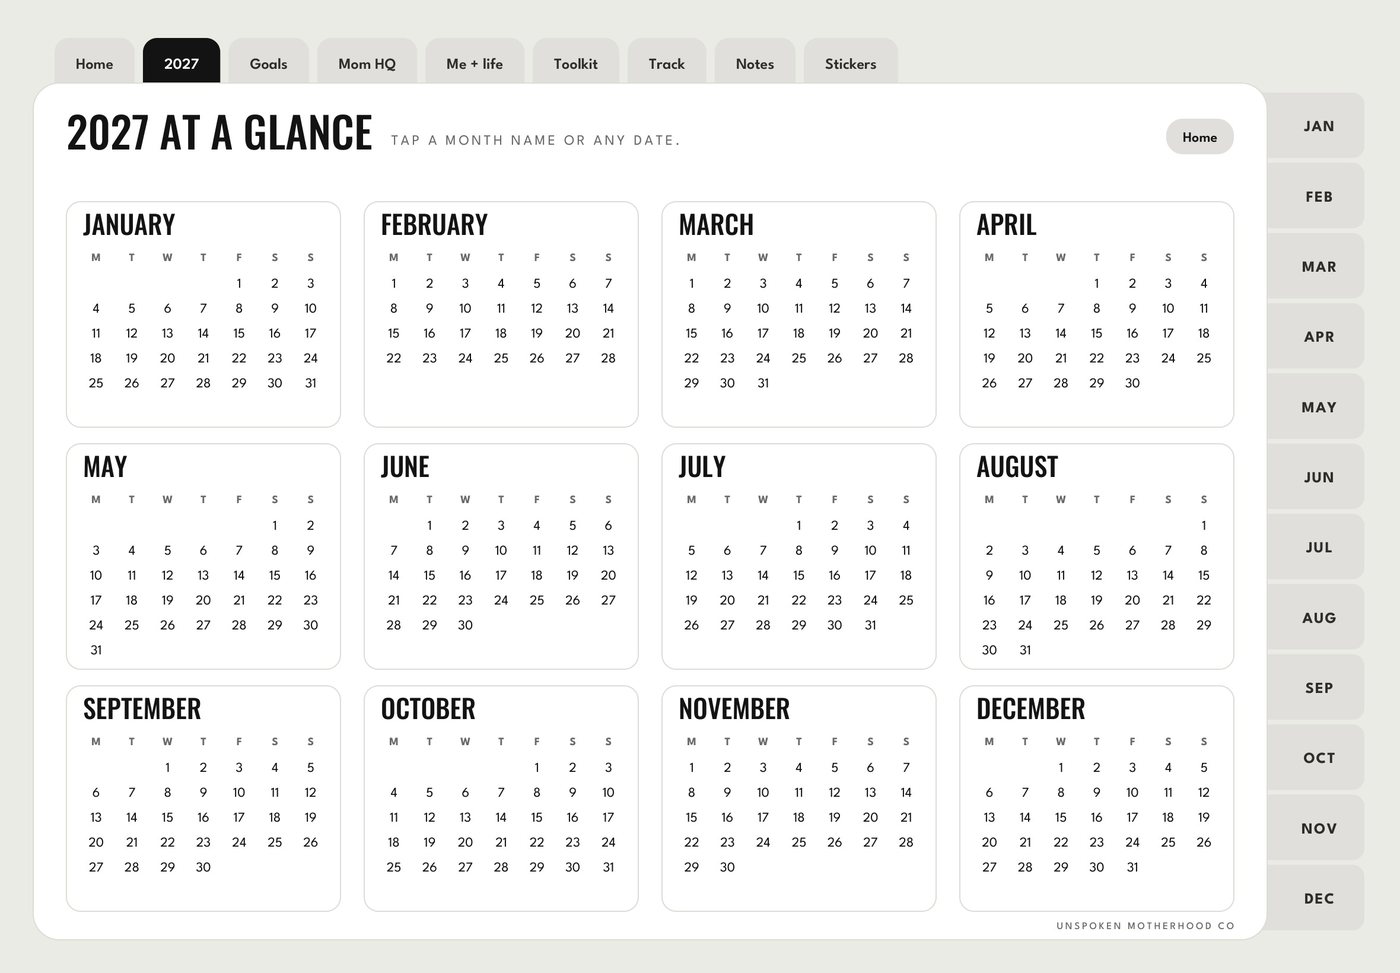 Home 2027 Goals Mom HQ Me + life Toolkit Track Notes Stickers
2027 AT A GLANCE TAP A MONTH NAME OR ANY DATE.
Home
JANUARY
M T W T F S S
1 2 3
4 5 6 7 8 9 10
11 12 13 14 15 16 17
18 19 20 21 22 23 24
25 26 27 28 29 30 31
FEBRUARY
M T W T F S S
1 2 3 4 5 6 7
8 9 10 11 12 13 14
15 16 17 18 19 20 21
22 23 24 25 26 27 28
MARCH
M T W T F S S
1 2 3 4 5 6 7
8 9 10 11 12 13 14
15 16 17 18 19 20 21
22 23 24 25 26 27 28
29 30 31
APRIL
M T W T F S S
1 2 3 4
5 6 7 8 9 10 11
12 13 14 15 16 17 18
19 20 21 22 23 24 25
26 27 28 29 30
MAY
M T W T F S S
1 2
3 4 5 6 7 8 9
10 11 12 13 14 15 16
17 18 19 20 21 22 23
24 25 26 27 28 29 30
31
JUNE
M T W T F S S
1 2 3 4 5 6
7 8 9 10 11 12 13
14 15 16 17 18 19 20
21 22 23 24 25 26 27
28 29 30
JULY
M T W T F S S
1 2 3 4
5 6 7 8 9 10 11
12 13 14 15 16 17 18
19 20 21 22 23 24 25
26 27 28 29 30 31
AUGUST
M T W T F S S
1
2 3 4 5 6 7 8
9 10 11 12 13 14 15
16 17 18 19 20 21 22
23 24 25 26 27 28 29
30 31
SEPTEMBER
M T W T F S S
1 2 3 4 5
6 7 8 9 10 11 12
13 14 15 16 17 18 19
20 21 22 23 24 25 26
27 28 29 30
OCTOBER
M T W T F S S
1 2 3
4 5 6 7 8 9 10
11 12 13 14 15 16 17
18 19 20 21 22 23 24
25 26 27 28 29 30 31
NOVEMBER
M T W T F S S
1 2 3 4 5 6 7
8 9 10 11 12 13 14
15 16 17 18 19 20 21
22 23 24 25 26 27 28
29 30
DECEMBER
M T W T F S S
1 2 3 4 5
6 7 8 9 10 11 12
13 14 15 16 17 18 19
20 21 22 23 24 25 26
27 28 29 30 31
UNSPOKEN MOTHERHOOD CO
JAN
FEB
MAR
APR
MAY
JUN
JUL
AUG
SEP
OCT
NOV
DEC